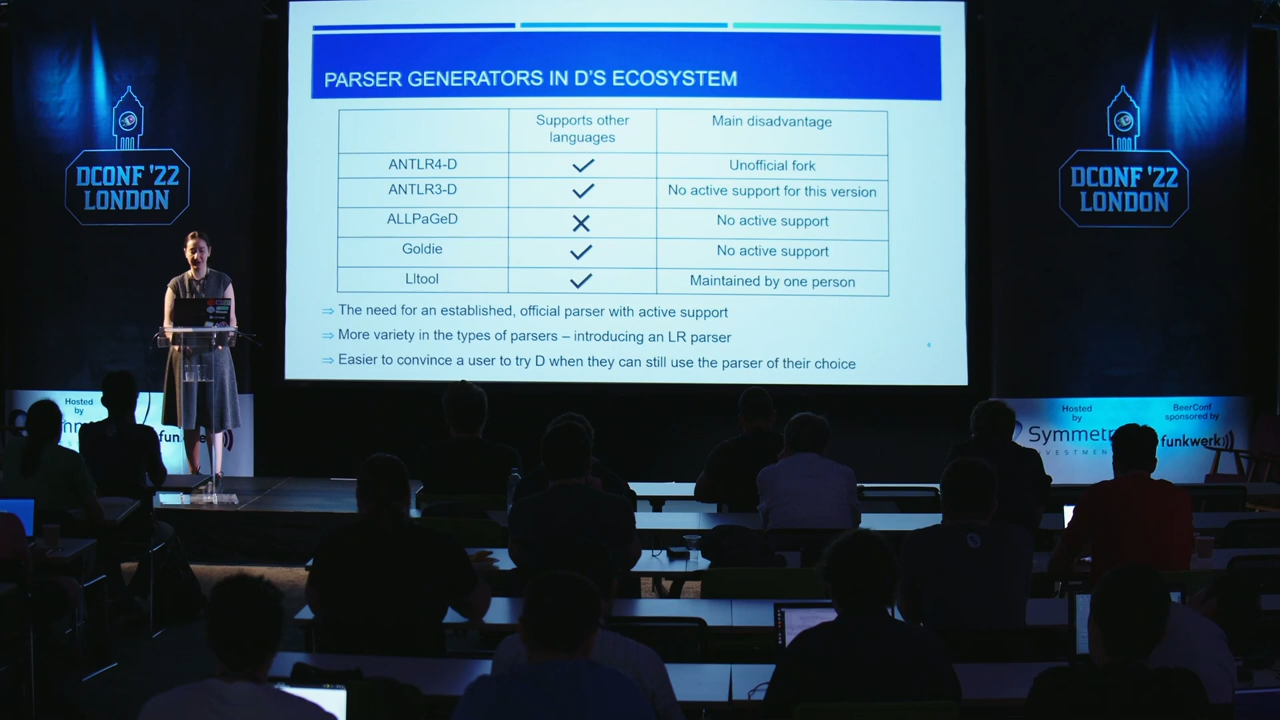 PARSER GENERATORS IN D'S ECOSYSTEM
Supports other
languages
Main disadvantage
ANTLR4-D
Unofficial fork
ANTLR3-D
No active support for this version
ALLPaGeD
No active support
Goldie
No active support
Lltool
Maintained by one person
⇒ The need for an established, official parser with active support
⇒ More variety in the types of parsers – introducing an LR parser
⇒ Easier to convince a user to try D when they can still use the parser of their choice
6
DCONF '22
LONDON
DCONF '22
LONDON
Hosted
by
Hosted
by
Symmetr
BeerConf
sponsored by
funkwerk